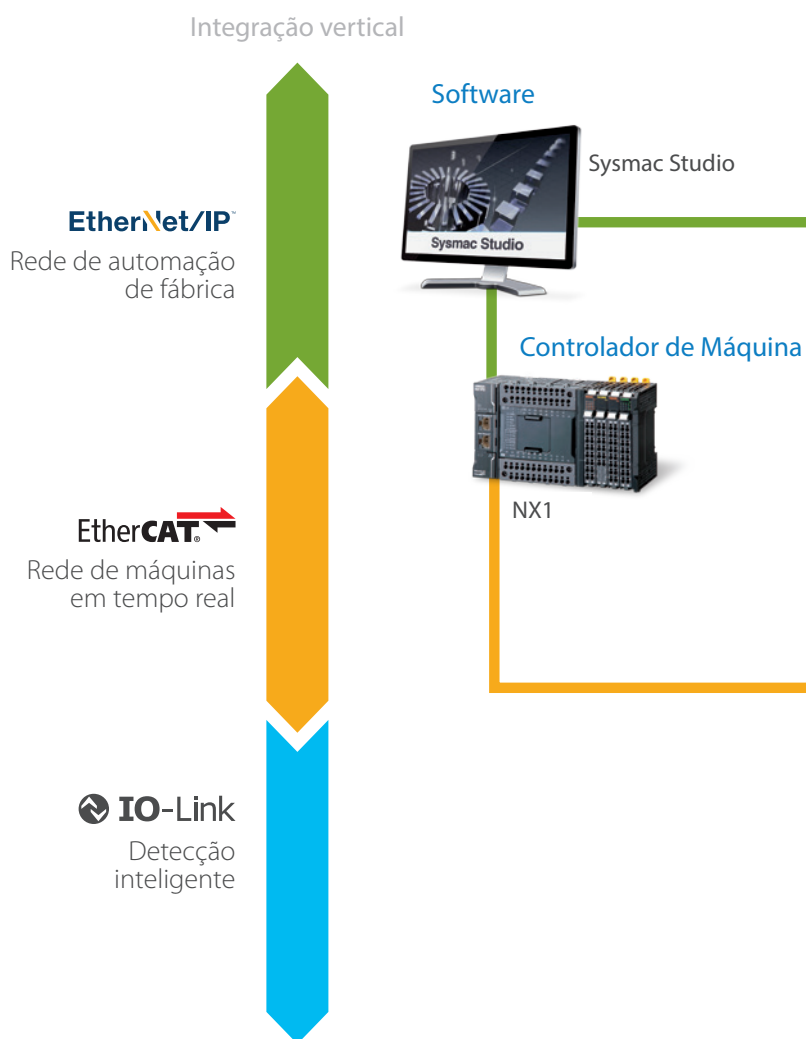 Integração vertical
Software
Sysmac Studio
Sysmac Studio
EtherNet/IP™
Rede de automação
de fábrica
Controlador de Máquina
NX1
EtherCAT®
Rede de máquinas
em tempo real
IO-Link
Detecção
inteligente